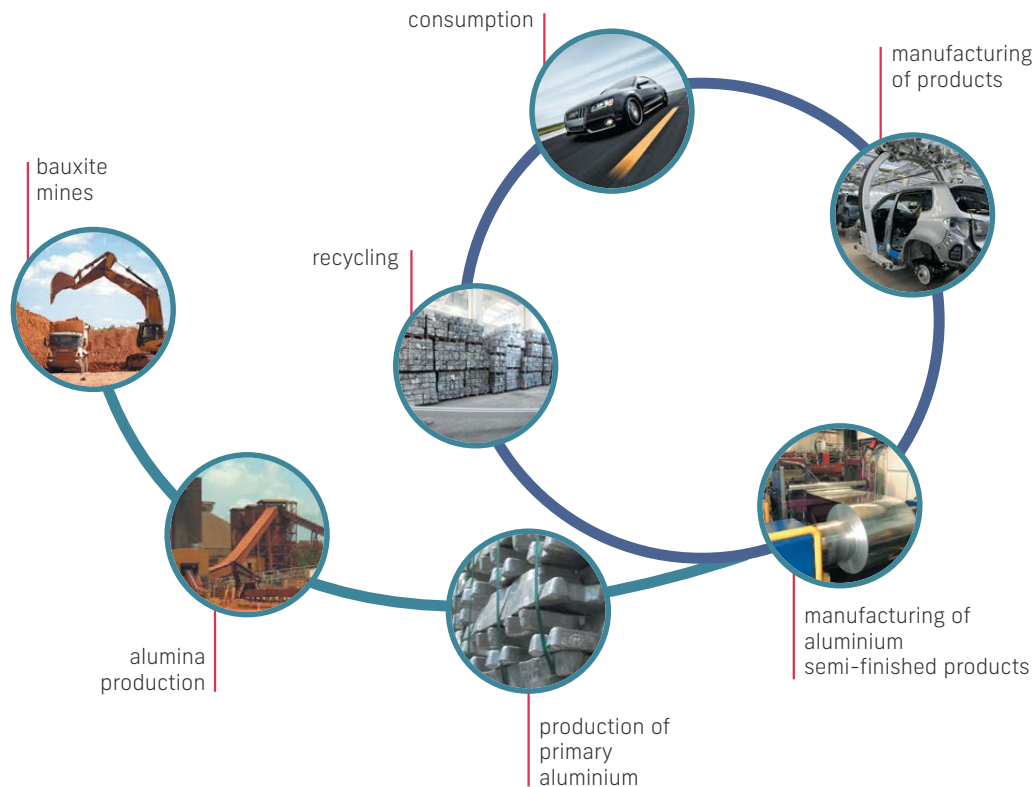 consumption
manufacturing
of products
bauxite
mines
recycling
alumina
production
production of
primary
aluminium
manufacturing of
aluminium
semi-finished products